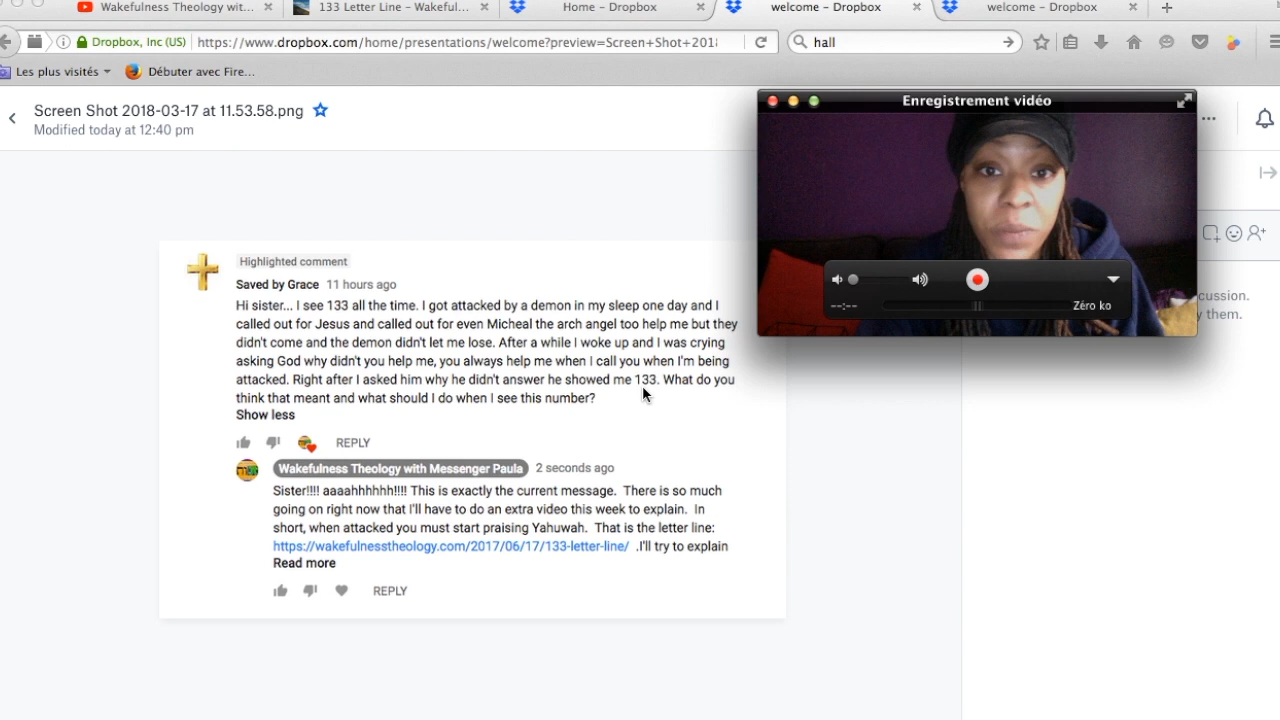 Wakefulness Theology wit...
133 Letter Line – Wakeful...
Home - Dropbox
welcome - Dropbox
welcome - Dropbox
Dropbox, Inc (US)
https://www.dropbox.com/home/presentations/welcome?preview=Screen+Shot+201
hall
Les plus visités
Débuter avec Fire...
Screen Shot 2018-03-17 at 11.53.58.png
Modified today at 12:40 pm
Enregistrement vidéo
--:--
Zéro ko
cussion.
y them.
Highlighted comment
Saved by Grace 11 hours ago
Hi sister... I see 133 all the time. I got attacked by a demon in my sleep one day and I
called out for Jesus and called out for even Micheal the arch angel too help me but they
didn't come and the demon didn't let me lose. After a while I woke up and I was crying
asking God why didn't you help me, you always help me when I call you when I'm being
attacked. Right after I asked him why he didn't answer he showed me 133. What do you
think that meant and what should I do when I see this number?
Show less
REPLY
Wakefulness Theology with Messenger Paula 2 seconds ago
Sister!!!! aaaahhhhhh!!!! This is exactly the current message. There is so much
going on right now that I'll have to do an extra video this week to explain. In
short, when attacked you must start praising Yahuwah. That is the letter line:
https://wakefulnesstheology.com/2017/06/17/133-letter-line/ .I'll try to explain
Read more
REPLY